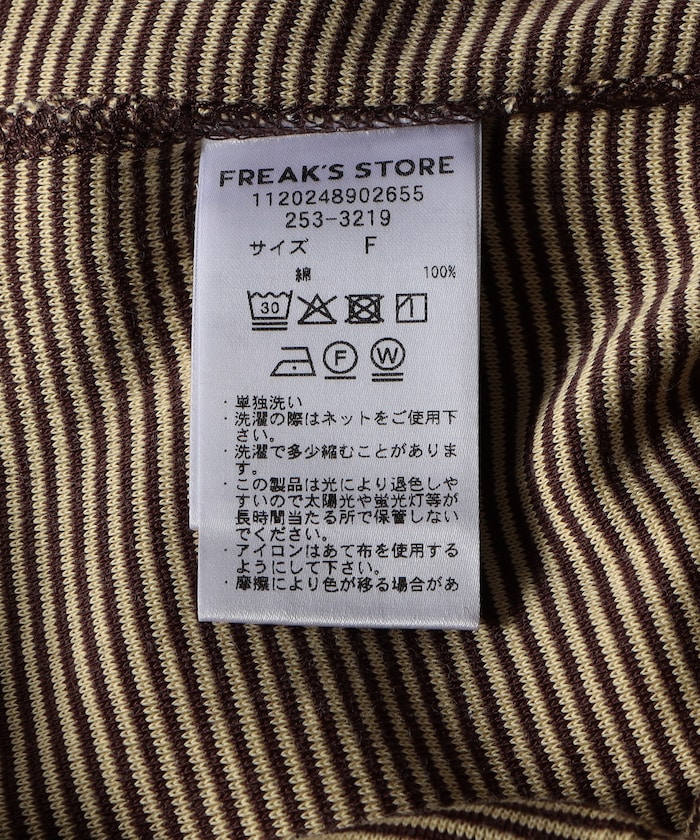 FREAK'S STORE
1120248902655
253-3219
サイズ F
綿 100%
30
F W
・単独洗い
・洗濯の際はネットをご使用下
さい。
・洗濯で多少縮むことがありま
す。
・この製品は光により退色しや
すいので太陽光や蛍光灯等が
長時間当たる所で保管しない
でください。
・アイロンはあて布を使用する
ようにして下さい。
・摩擦により色が移る場合があ